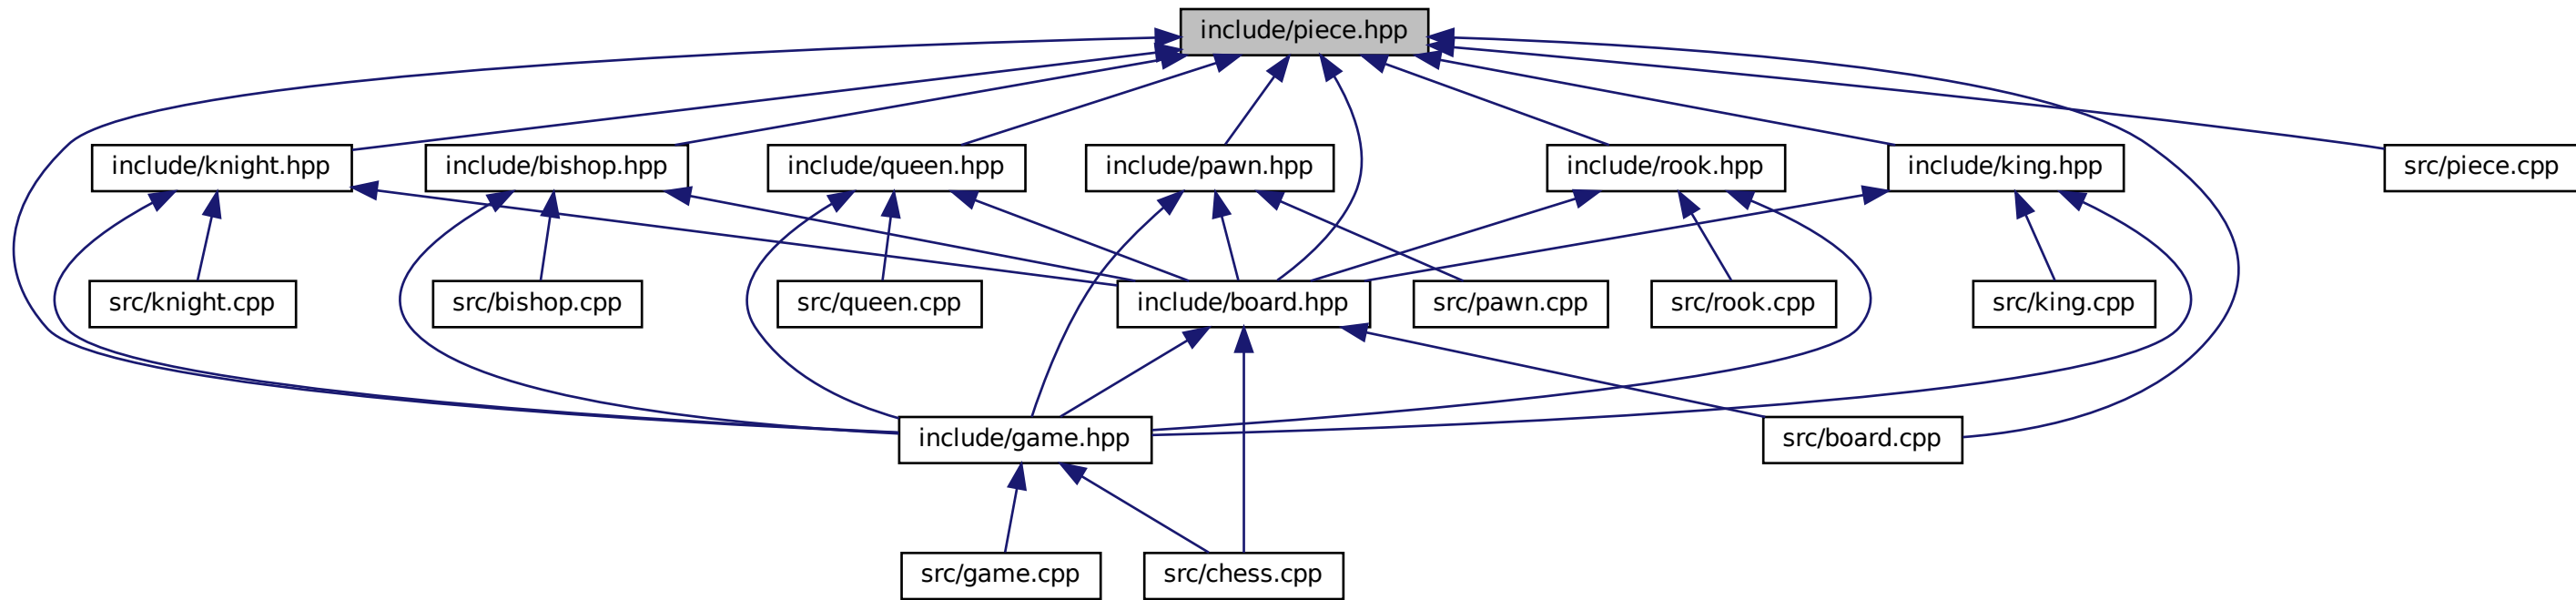 include/piece.hpp
include/knight.hpp
include/bishop.hpp
include/queen.hpp
include/pawn.hpp
include/rook.hpp
include/king.hpp
src/piece.cpp
src/knight.cpp
src/bishop.cpp
src/queen.cpp
include/board.hpp
src/pawn.cpp
src/rook.cpp
src/king.cpp
include/game.hpp
src/board.cpp
src/game.cpp
src/chess.cpp